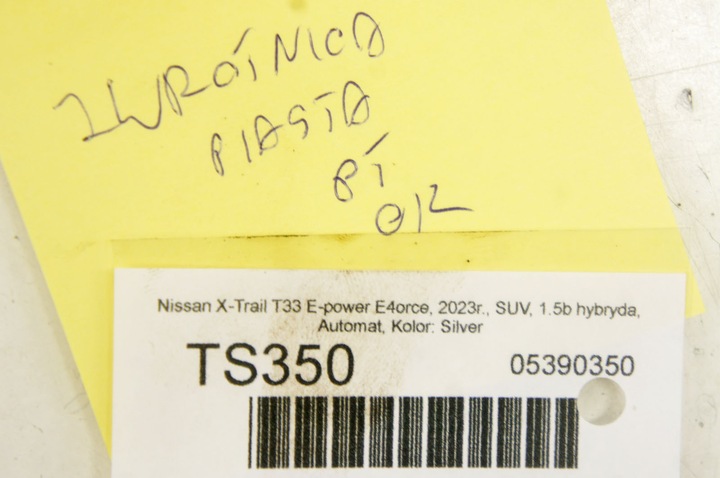 ZWROTNICA
PIASTA
PT
OK
Nissan X-Trail T33 E-power E4orce, 2023r., SUV, 1.5b hybryda,
Automat, Kolor: Silver
TS350
05390350